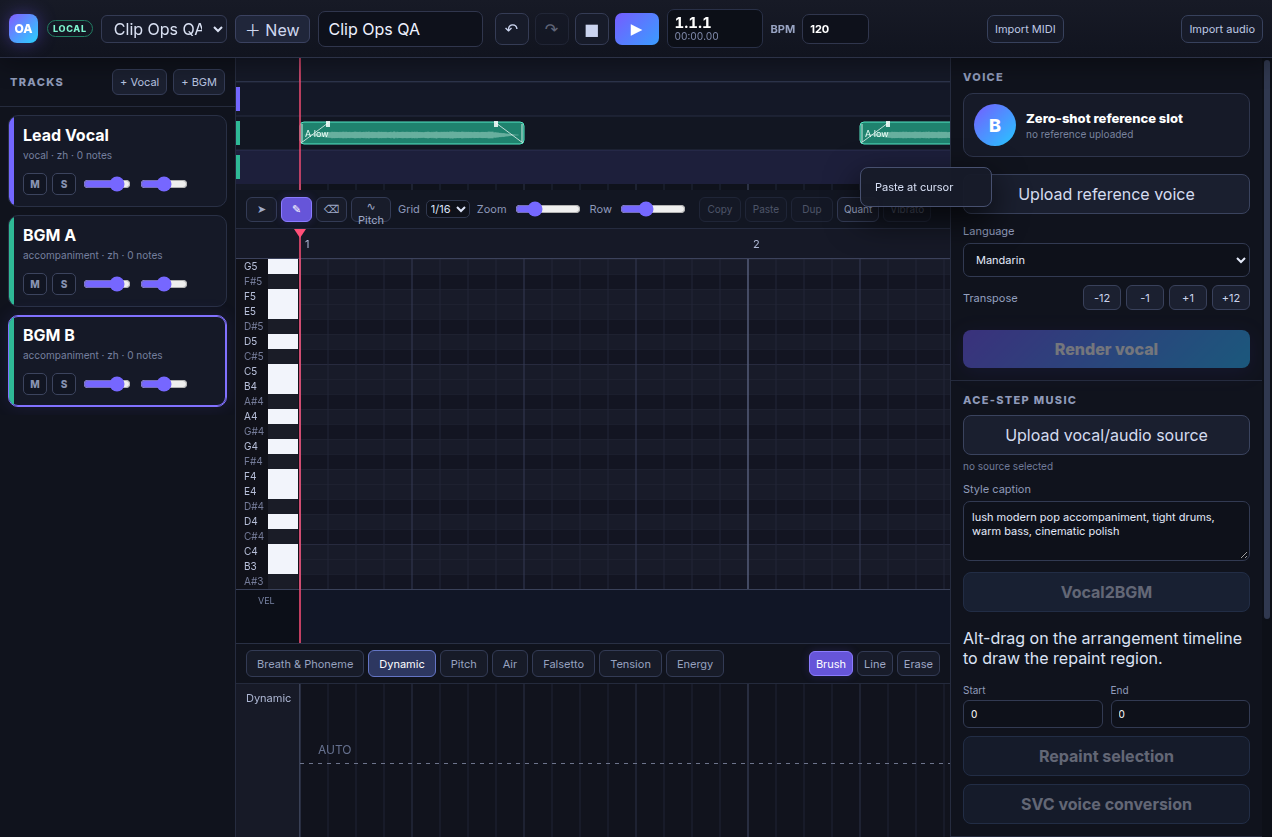 OA LOCAL Clip Ops QA + New Clip Ops QA 1.1.1 BPM 120 Import MIDI Import audio
00:00.00
TRACKS + Vocal + BGM
Lead Vocal
vocal · zh · 0 notes
M S
BGM A
accompaniment · zh · 0 notes
M S
BGM B
accompaniment · zh · 0 notes
M S
A low A low
Paste at cursor
Pitch Grid 1/16 Zoom Row Copy Paste Dup Quant Vibrato
1 2
G5
F#5
F5
E5
D#5
D5
C#5
C5
B4
A#4
A4
G#4
G4
F#4
F4
E4
D#4
D4
C#4
C4
B3
A#3
VEL
Breath & Phoneme Dynamic Pitch Air Falsetto Tension Energy Brush Line Erase
Dynamic
AUTO
VOICE
B Zero-shot reference slot
no reference uploaded
Upload reference voice
Language
Mandarin
Transpose -12 -1 +1 +12
Render vocal
ACE-STEP MUSIC
Upload vocal/audio source
no source selected
Style caption
lush modern pop accompaniment, tight drums,
warm bass, cinematic polish
Vocal2BGM
Alt-drag on the arrangement timeline
to draw the repaint region.
Start End
0 0
Repaint selection
SVC voice conversion